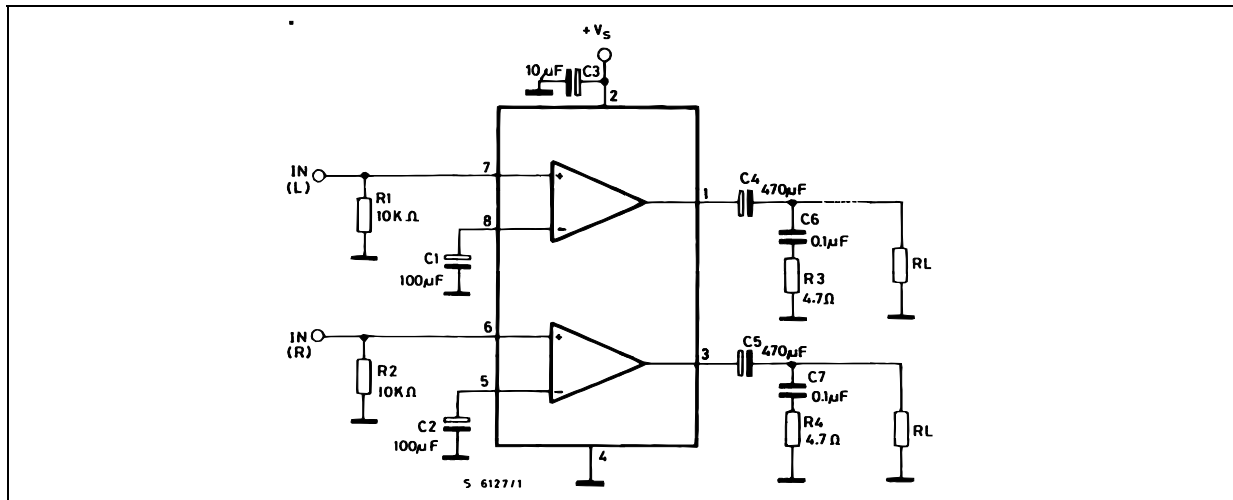 + VS
10µF C3
2
IN
(L)
7
R1
10KΩ
+
8
–
C1
100µF
1
C4
470µF
C6
0.1µF
R3
4.7Ω
RL
IN
(R)
6
R2
10KΩ
+
5
–
C2
100µF
3
C5
470µF
C7
0.1µF
R4
4.7Ω
RL
4
S 6127/1